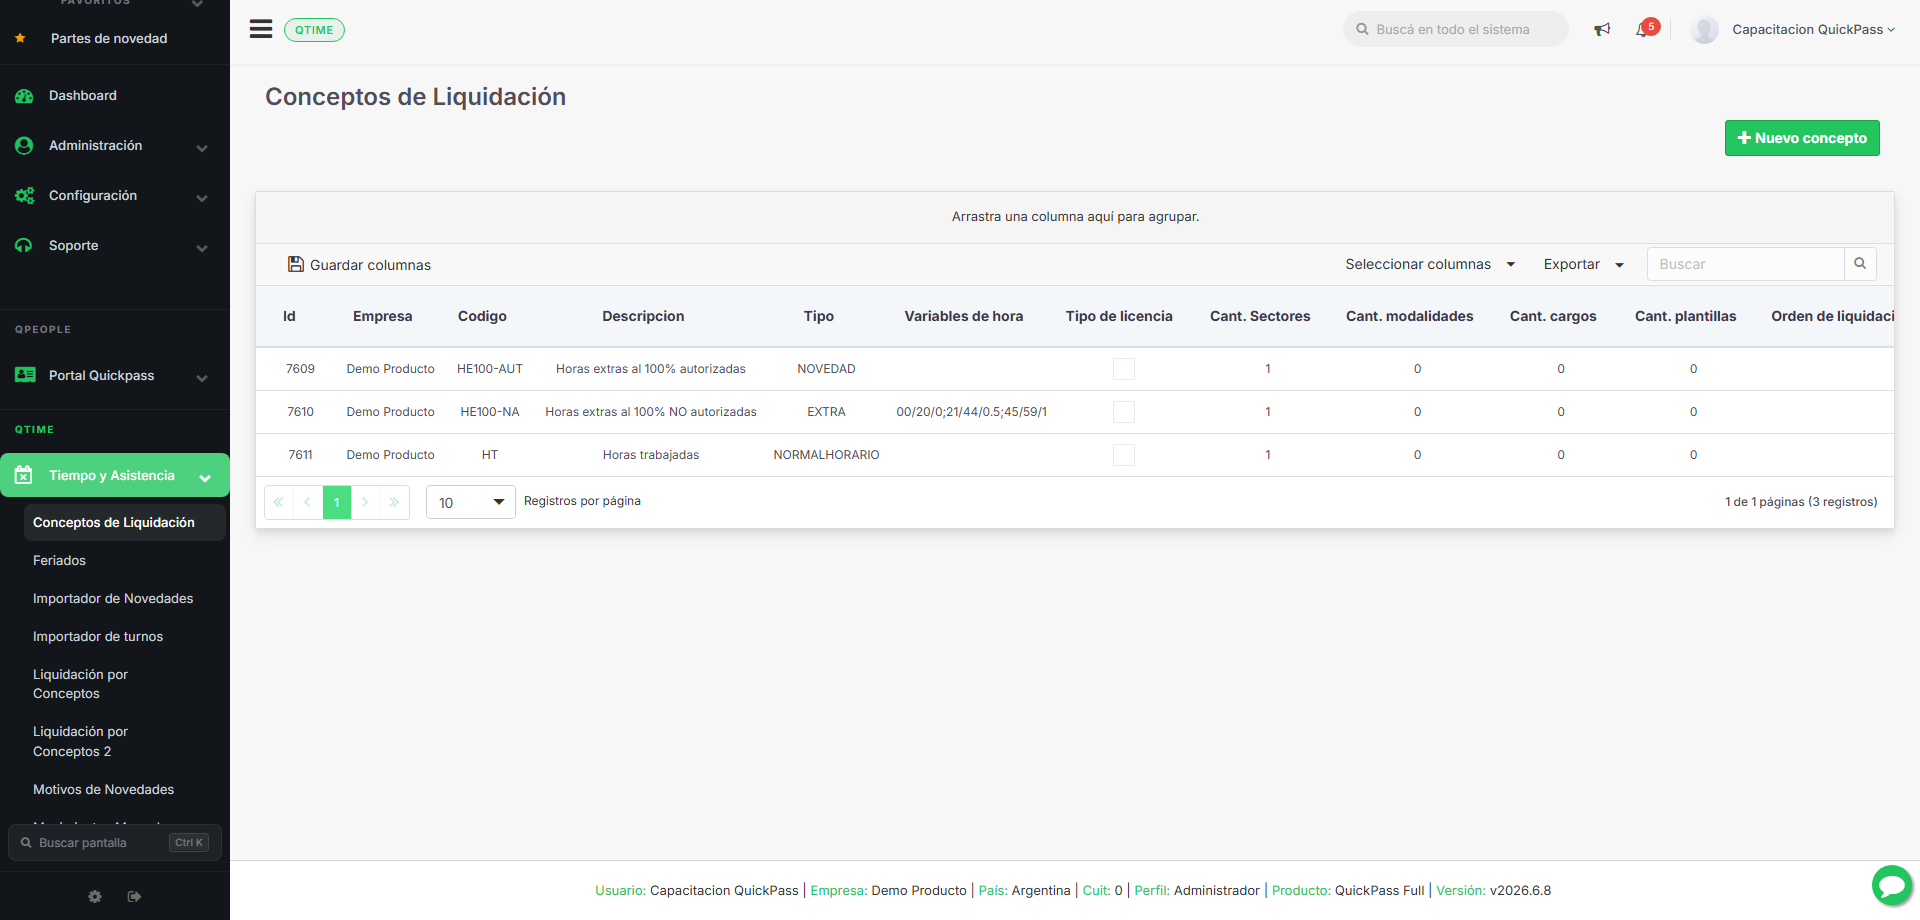 FAVORITOS
Partes de novedad
Dashboard
Administración
Configuración
Soporte
QPEOPLE
Portal Quickpass
QTIME
Tiempo y Asistencia
Conceptos de Liquidación
Feriados
Importador de Novedades
Importador de turnos
Liquidación por
Conceptos
Liquidación por
Conceptos 2
Motivos de Novedades
Buscar pantalla Ctrl K
QTIME
Buscá en todo el sistema
5
Capacitacion QuickPass
Conceptos de Liquidación
Nuevo concepto
Arrastra una columna aquí para agrupar.
Guardar columnas Seleccionar columnas Exportar Buscar
Id Empresa Codigo Descripcion Tipo Variables de hora Tipo de licencia Cant. Sectores Cant. modalidades Cant. cargos Cant. plantillas Orden de liquidaci
7609 Demo Producto HE100-AUT Horas extras al 100% autorizadas NOVEDAD 1 0 0 0
7610 Demo Producto HE100-NA Horas extras al 100% NO autorizadas EXTRA 00/20/0;21/44/0.5;45/59/1 1 0 0 0
7611 Demo Producto HT Horas trabajadas NORMALHORARIO 1 0 0 0
« ‹ 1 › » 10 Registros por página 1 de 1 páginas (3 registros)
Usuario: Capacitacion QuickPass | Empresa: Demo Producto | País: Argentina | Cuit: 0 | Perfil: Administrador | Producto: QuickPass Full | Versión: v2026.6.8